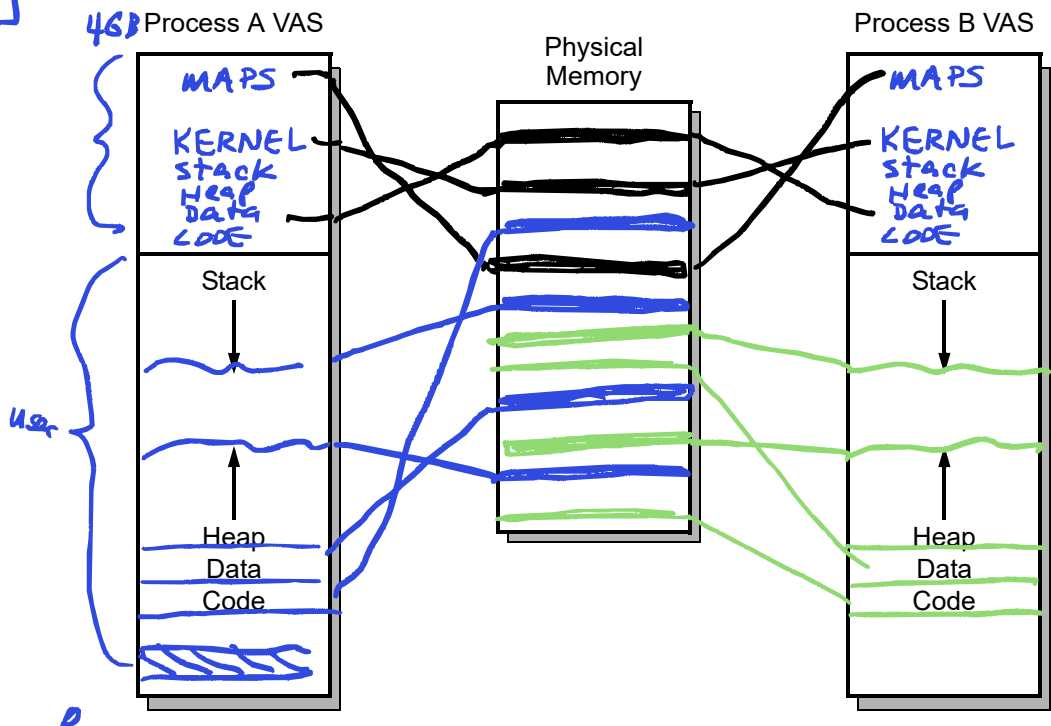 4GB
Process A VAS
MAPS
KERNEL
Stack
Heap
Data
CODE
Stack
User
Heap
Data
Code
Physical
Memory
Process B VAS
MAPS
KERNEL
Stack
Heap
Data
CODE
Stack
Heap
Data
Code